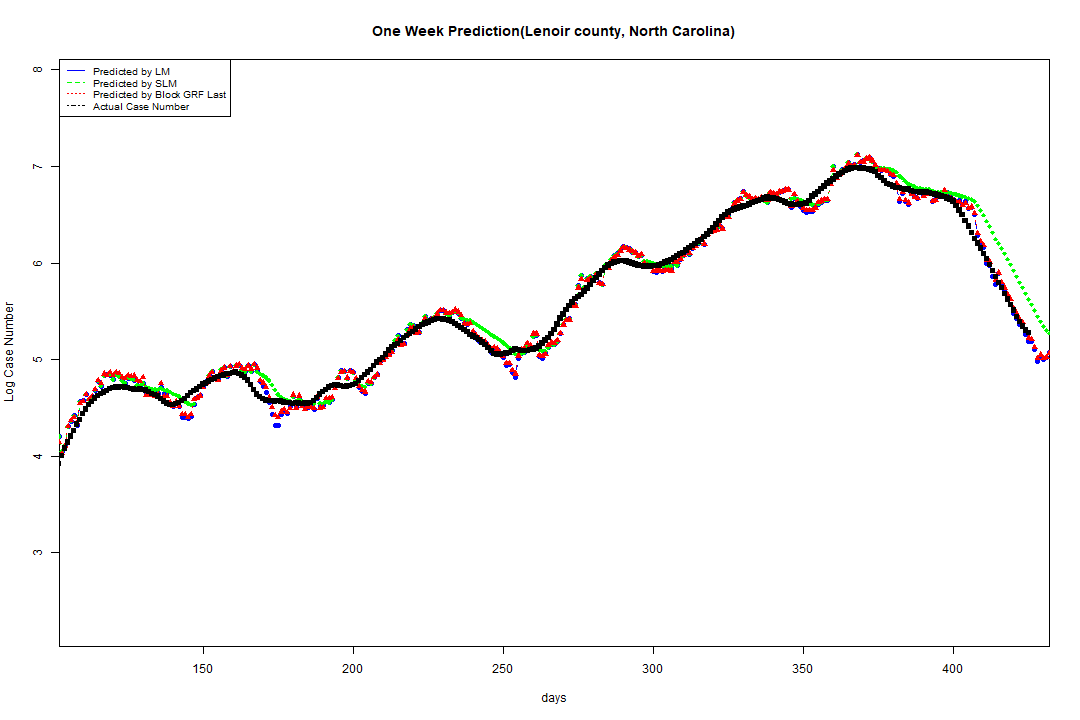 One Week Prediction(Lenoir county, North Carolina)
Predicted by LM
Predicted by SLM
Predicted by Block GRF Last
Actual Case Number
8
7
6
5
4
3
Log Case Number
150 200 250 300 350 400
days